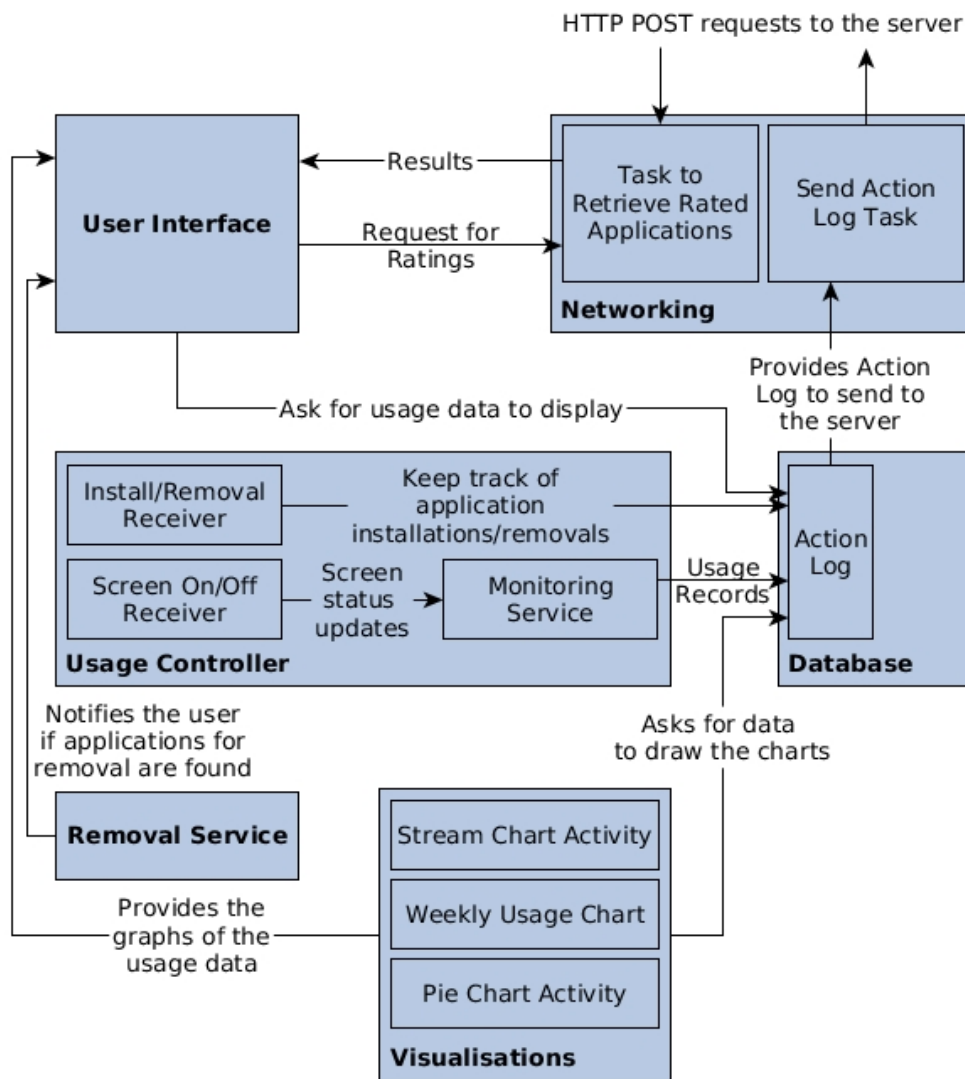 HTTP POST requests to the server
User Interface
Results
Request for
Ratings
Task to
Retrieve Rated
Applications
Send Action
Log Task
Networking
Provides Action
Log to send to
the server
Ask for usage data to display
Install/Removal
Receiver
Keep track of
application
installations/removals
Screen On/Off
Receiver
Screen
status
updates
Monitoring
Service
Usage Controller
Usage
Records
Action
Log
Database
Notifies the user
if applications for
removal are found
Asks for data
to draw the charts
Removal Service
Stream Chart Activity
Weekly Usage Chart
Pie Chart Activity
Visualisations
Provides the
graphs of the
usage data